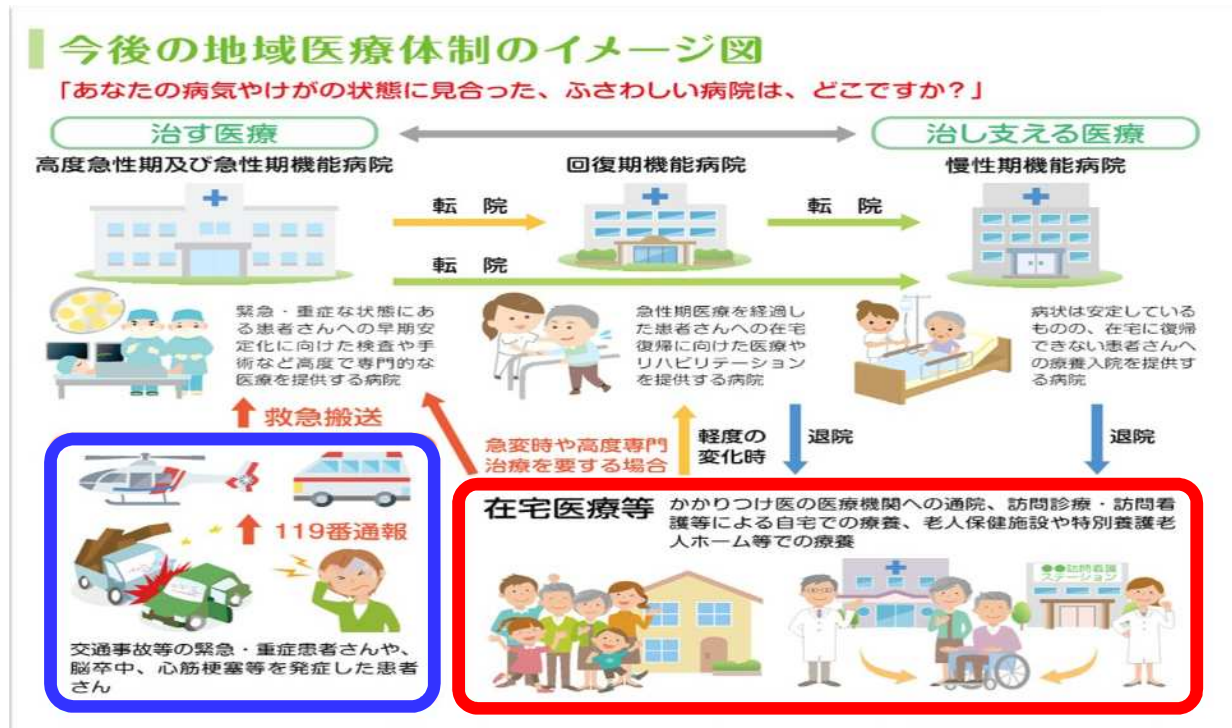 今後の地域医療体制のイメージ図
「あなたの病気やけがの状態に見合った、ふさわしい病院は、どこですか？」
治す医療
治し支える医療
高度急性期及び急性期機能病院
回復期機能病院
慢性期機能病院
転 院
転 院
転 院
緊急・重症な状態にあ
る患者さんへの早期安
定化に向けた検査や手
術など高度で専門的な
医療を提供する病院
急性期医療を経過し
た患者さんへの在宅
復帰に向けた医療や
リハビリテーション
を提供する病院
病状は安定している
ものの、在宅に復帰
できない患者さんへ
の療養入院を提供す
る病院
救急搬送
急変時や高度専門
治療を要する場合
軽度の
変化時
退院
退院
119番通報
交通事故等の緊急・重症患者さんや、
脳卒中、心筋梗塞等を発症した患者
さん
在宅医療等
かかりつけ医の医療機関への通院、訪問診療・訪問看
護等による自宅での療養、老人保健施設や特別養護老
人ホーム等での療養
●●訪問看護
ステーション